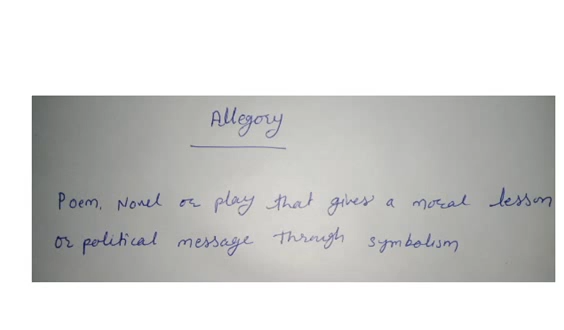 Allegory
Poem, Novel or play that gives a moral lesson
or political message through symbolism